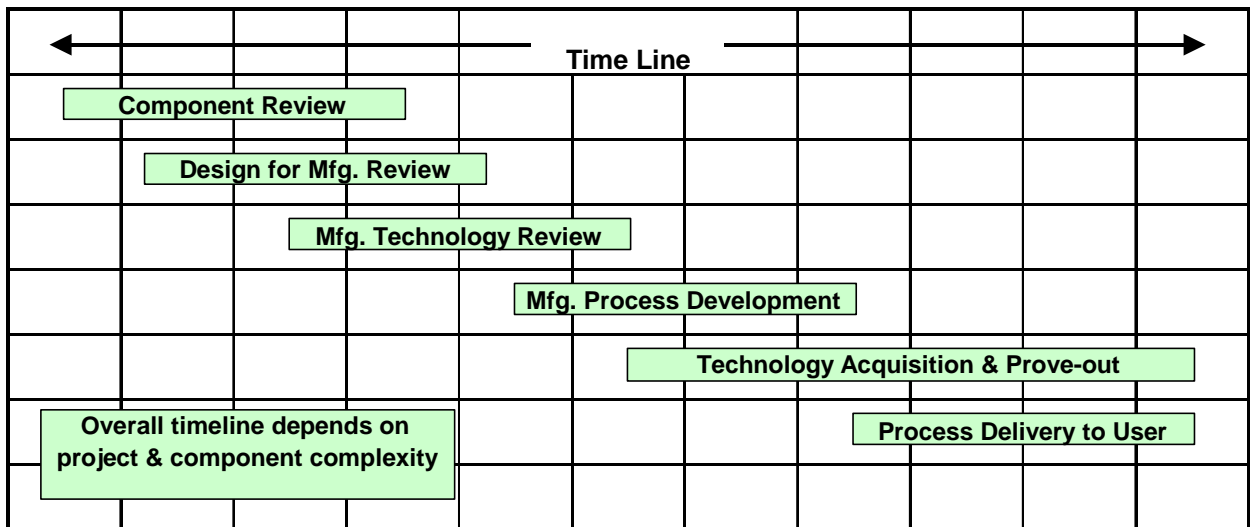 Time Line
Component Review
Design for Mfg. Review
Mfg. Technology Review
Mfg. Process Development
Technology Acquisition & Prove-out
Overall timeline depends on
project & component complexity
Process Delivery to User